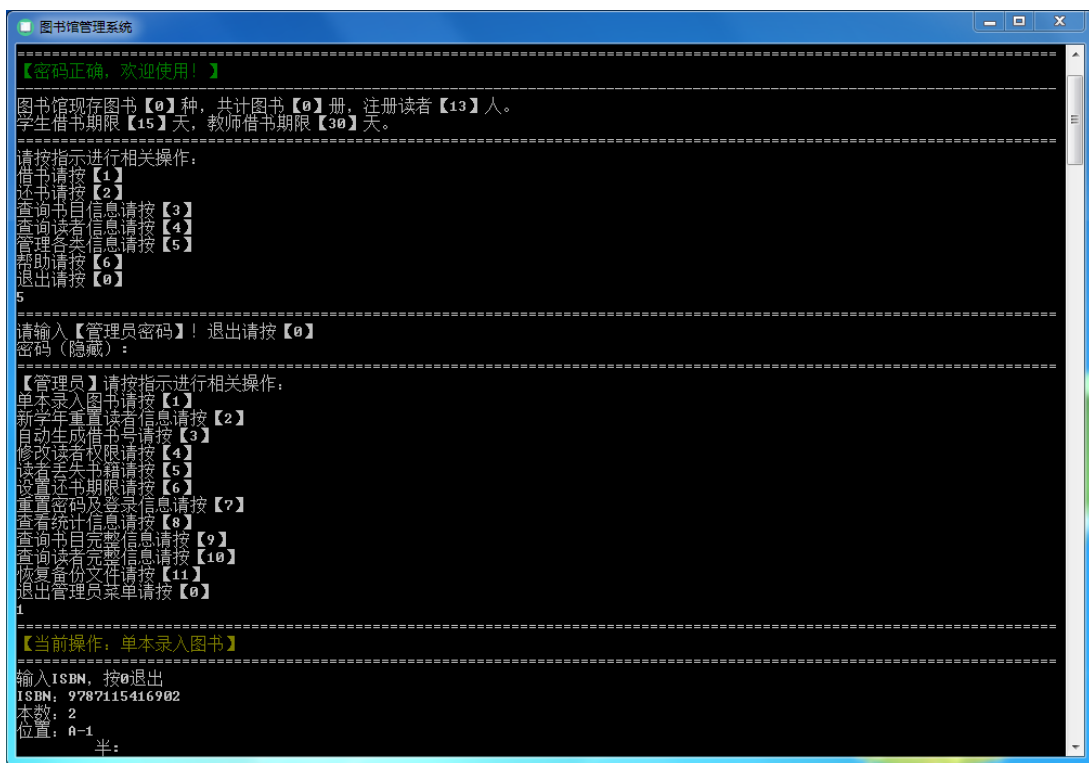 图书馆管理系统
【密码正确，欢迎使用！】
图书馆现存图书【0】种，共计图书【0】册，注册读者【13】人。
学生借书期限【15】天，教师借书期限【30】天。
请按指示进行相关操作：
借书请按【1】
还书请按【2】
查询书目信息请按【3】
查询读者信息请按【4】
管理各类信息请按【5】
帮助请按【6】
退出请按【0】
5
请输入【管理员密码】！退出请按【0】
密码（隐藏）：
【管理员】请按指示进行相关操作：
单本录入图书请按【1】
新学年重置读者信息请按【2】
自动生成借书号请按【3】
修改读者权限请按【4】
读者丢失书籍请按【5】
设置还书期限请按【6】
重置密码及登录信息请按【7】
查看统计信息请按【8】
查询书目完整信息请按【9】
查询读者完整信息请按【10】
恢复备份文件请按【11】
退出管理员菜单请按【0】
1
【当前操作：单本录入图书】
输入ISBN，按0退出
ISBN：9787115416902
本数：2
位置：A-1
半：